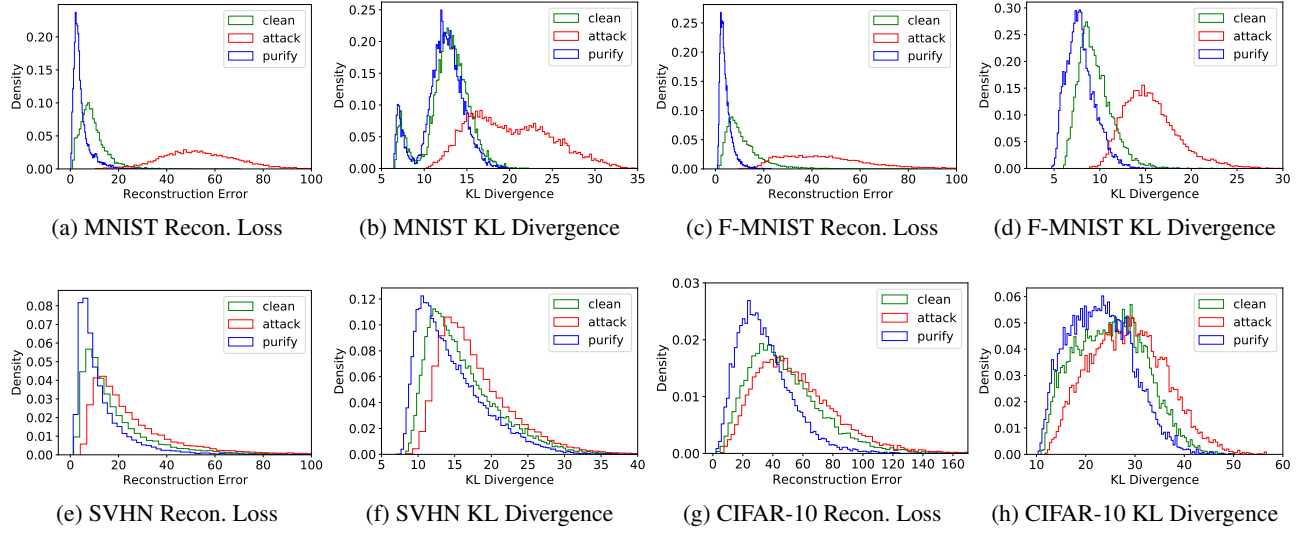 clean
attack
purify
0.20
0.15
0.10
0.05
0.00
Density
0 20 40 60 80 100
Reconstruction Error
(a) MNIST Recon. Loss
clean
attack
purify
0.25
0.20
0.15
0.10
0.05
0.00
Density
5 10 15 20 25 30 35
KL Divergence
(b) MNIST KL Divergence
clean
attack
purify
0.25
0.20
0.15
0.10
0.05
0.00
Density
0 20 40 60 80 100
Reconstruction Error
(c) F-MNIST Recon. Loss
clean
attack
purify
0.30
0.25
0.20
0.15
0.10
0.05
0.00
Density
5 10 15 20 25 30
KL Divergence
(d) F-MNIST KL Divergence
clean
attack
purify
0.08
0.07
0.06
0.05
0.04
0.03
0.02
0.01
0.00
Density
0 20 40 60 80 100
Reconstruction Error
(e) SVHN Recon. Loss
clean
attack
purify
0.12
0.10
0.08
0.06
0.04
0.02
0.00
Density
5 10 15 20 25 30 35 40
KL Divergence
(f) SVHN KL Divergence
clean
attack
purify
0.03
0.02
0.01
0.00
Density
0 20 40 60 80 100 120 140 160
Reconstruction Error
(g) CIFAR-10 Recon. Loss
clean
attack
purify
0.06
0.05
0.04
0.03
0.02
0.01
0.00
Density
10 20 30 40 50 60
KL Divergence
(h) CIFAR-10 KL Divergence